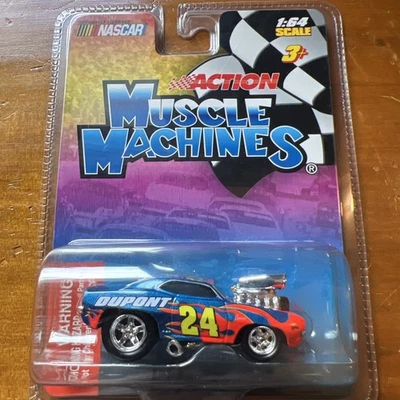 NASCAR
1:64
SCALE
3+
ACTION
MUSCLE
MACHINES®
WARNING
DUPONT
24